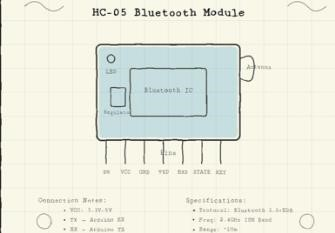 HC-05 Bluetooth Module
Antenna
LED
Bluetooth IC
Regulator
Pins
VCC GND TXD RXD STATE KEY
Connection Notes:
• VCC: 3.3V-5V
• TX → Arduino RX
• RX → Arduino TX
Specifications:
• Protocol: Bluetooth 2.0+EDR
• Freq: 2.4GHz ISM Band
• Range: ~10m